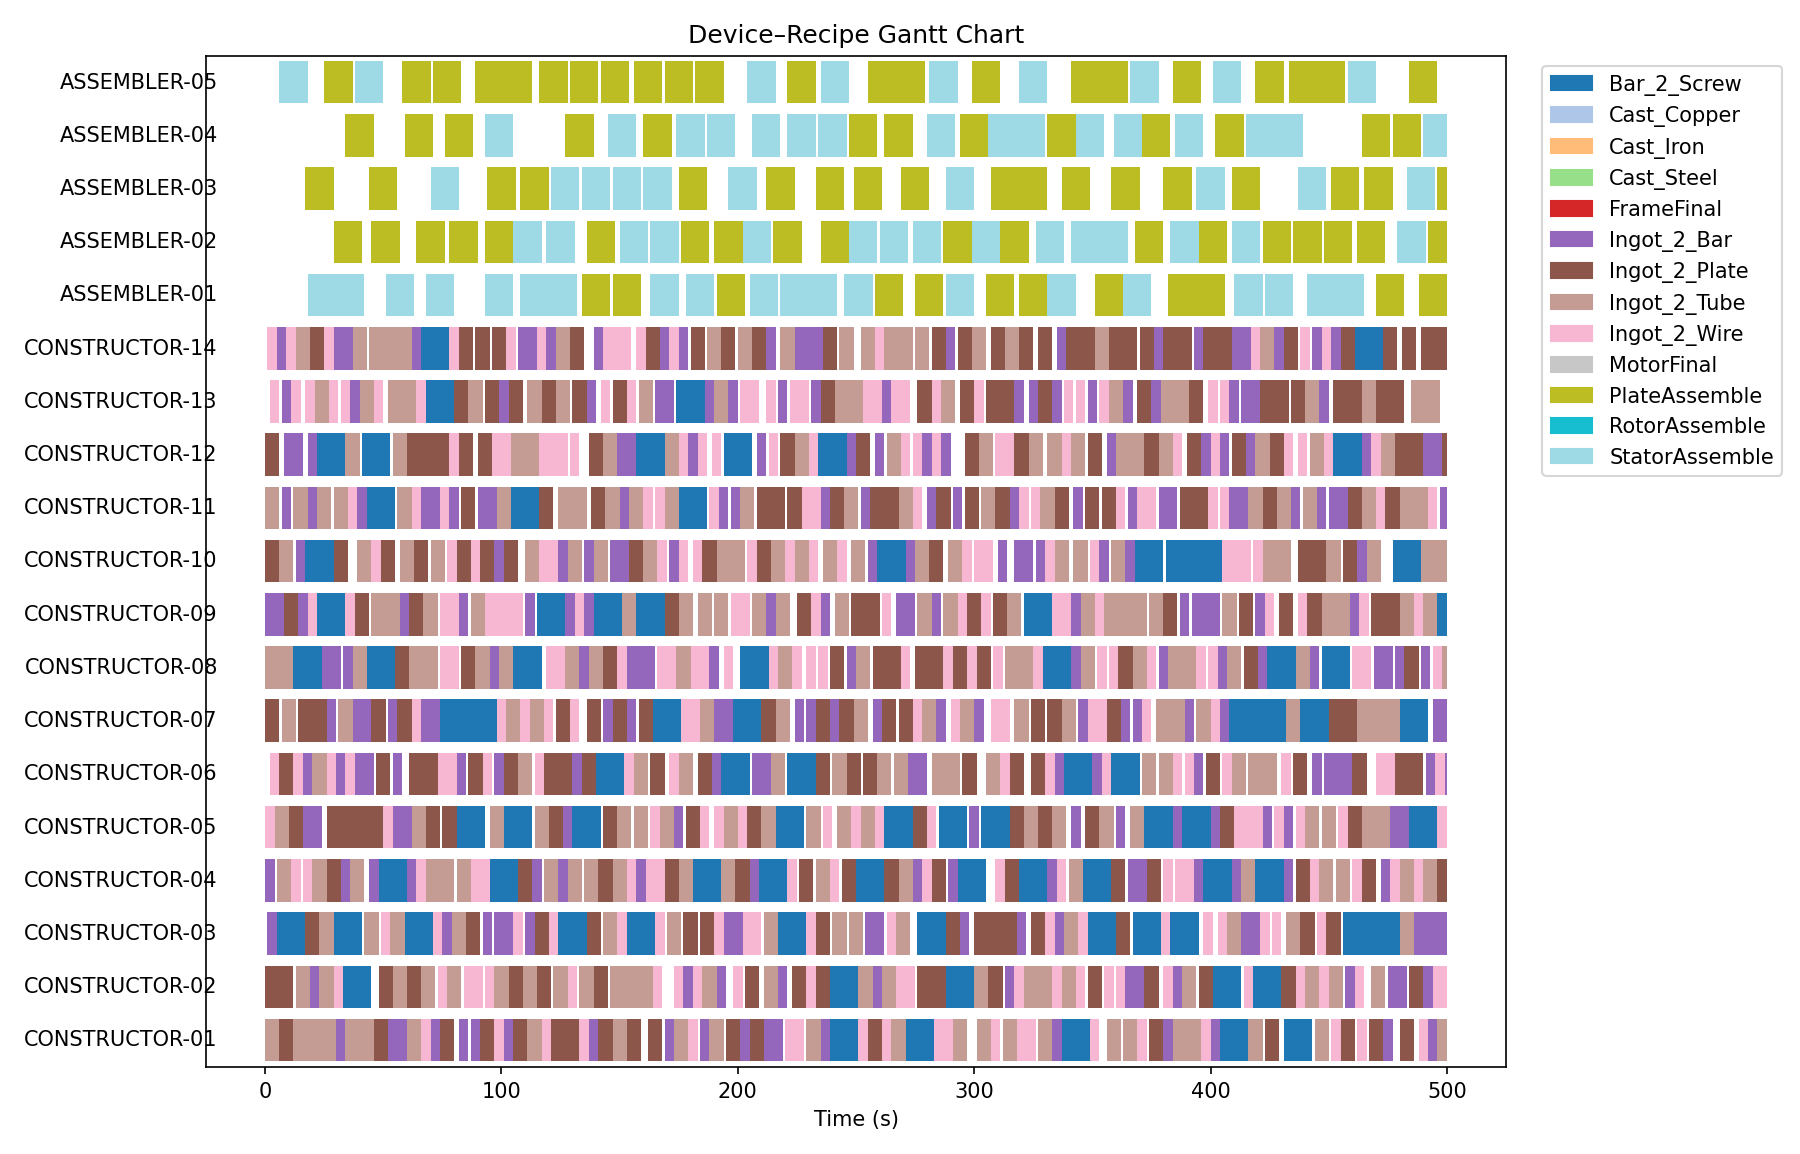 Device–Recipe Gantt Chart
ASSEMBLER-05
ASSEMBLER-04
ASSEMBLER-03
ASSEMBLER-02
ASSEMBLER-01
CONSTRUCTOR-14
CONSTRUCTOR-13
CONSTRUCTOR-12
CONSTRUCTOR-11
CONSTRUCTOR-10
CONSTRUCTOR-09
CONSTRUCTOR-08
CONSTRUCTOR-07
CONSTRUCTOR-06
CONSTRUCTOR-05
CONSTRUCTOR-04
CONSTRUCTOR-03
CONSTRUCTOR-02
CONSTRUCTOR-01
0 100 200 300 400 500
Time (s)
Bar_2_Screw
Cast_Copper
Cast_Iron
Cast_Steel
FrameFinal
Ingot_2_Bar
Ingot_2_Plate
Ingot_2_Tube
Ingot_2_Wire
MotorFinal
PlateAssemble
RotorAssemble
StatorAssemble